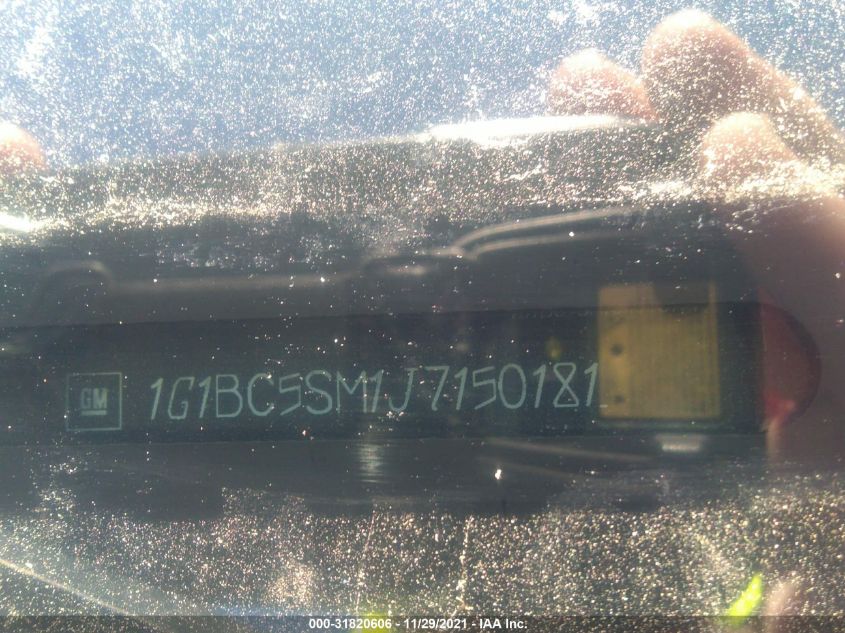 GM 1G1BC5SM1J7150181
000-31820606 - 11/29/2021 - IAA Inc.